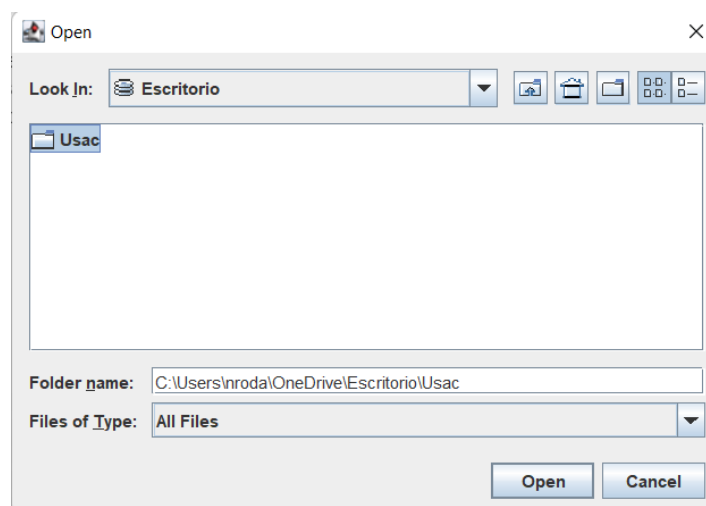 Open
Look In: Escritorio
Usac
Folder name: C:\Users\nroda\OneDrive\Escritorio\Usac
Files of Type: All Files
Open Cancel